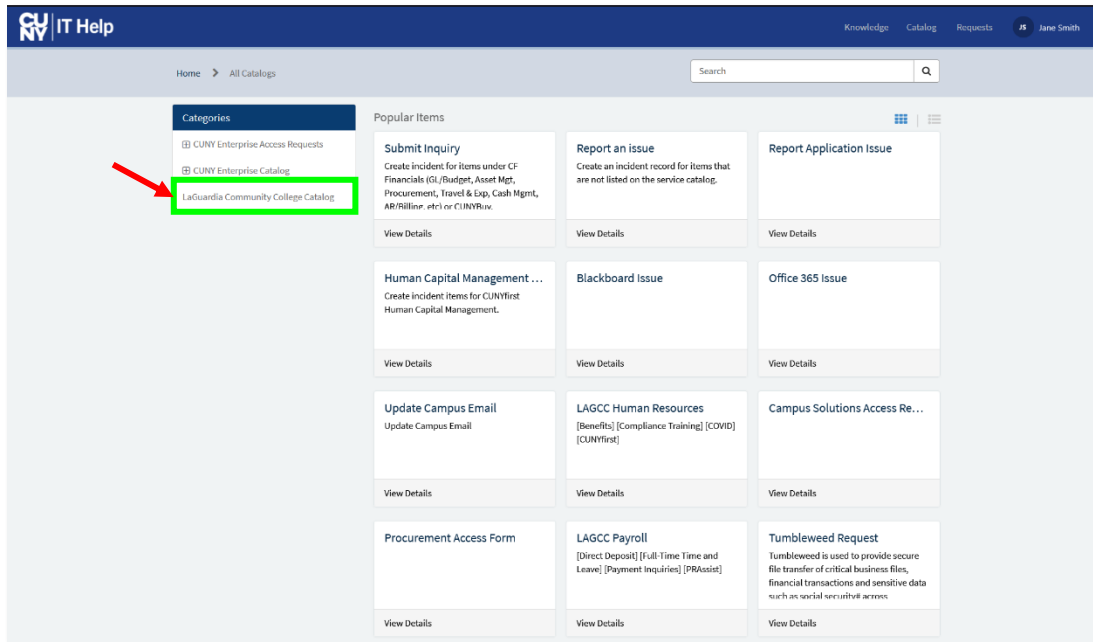 CUNY IT Help
Knowledge Catalog Requests JS Jane Smith
Home All Catalogs
Search
Categories
CUNY Enterprise Access Requests
CUNY Enterprise Catalog
LaGuardia Community College Catalog
Popular Items
Submit Inquiry
Create incident for items under CF
Financials (GL/Budget, Asset Mgt,
Procurement, Travel & Exp, Cash Mgmt,
AR/Billing, etc) or CUNYBuy.
View Details
Report an issue
Create an incident record for items that
are not listed on the service catalog.
View Details
Report Application Issue
View Details
Human Capital Management ...
Create incident items for CUNYfirst
Human Capital Management.
View Details
Blackboard Issue
View Details
Office 365 Issue
View Details
Update Campus Email
Update Campus Email
View Details
LAGCC Human Resources
[Benefits] [Compliance Training] [COVID]
[CUNYfirst]
View Details
Campus Solutions Access Re...
View Details
Procurement Access Form
View Details
LAGCC Payroll
[Direct Deposit] [Full-Time Time and
Leave] [Payment Inquiries] [PRAssist]
View Details
Tumbleweed Request
Tumbleweed is used to provide secure
file transfer of critical business files,
financial transactions and sensitive data
such as social security# across
View Details